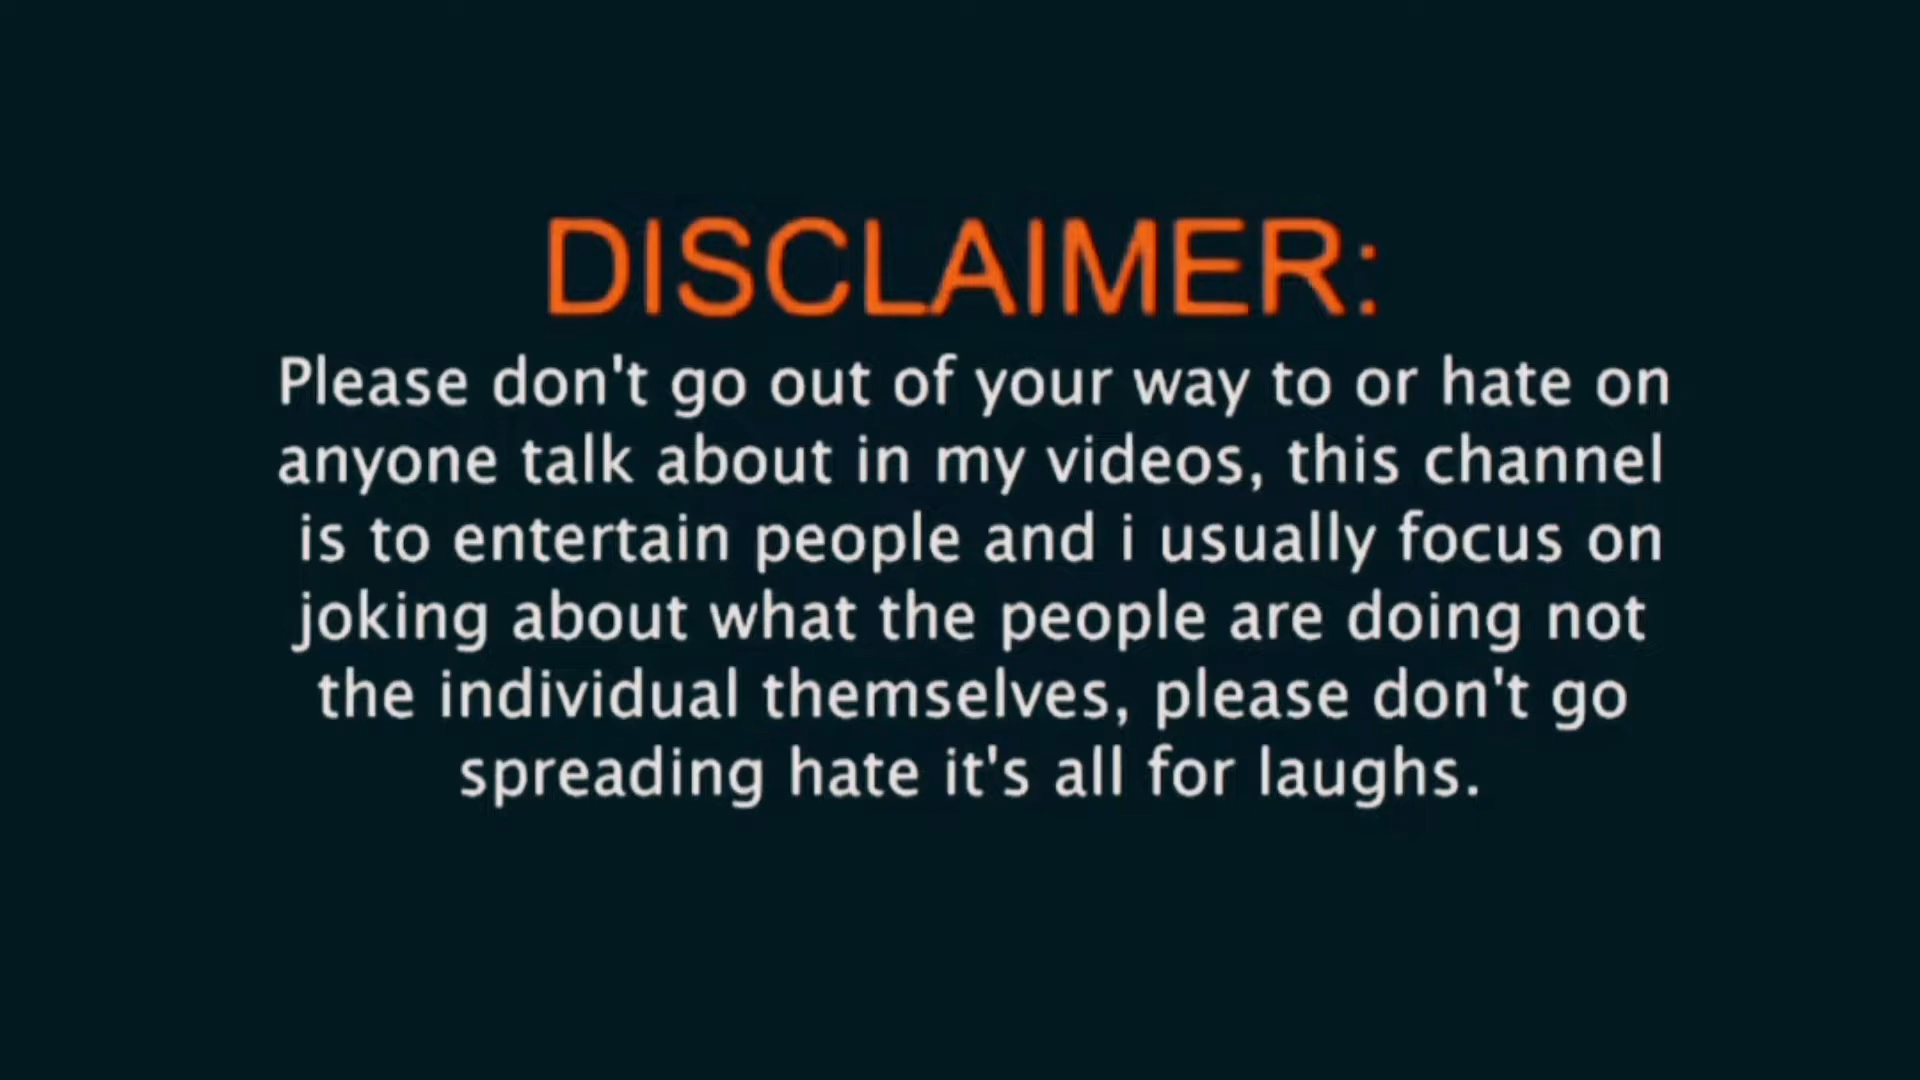 DISCLAIMER:
Please don't go out of your way to or hate on
anyone talk about in my videos, this channel
is to entertain people and i usually focus on
joking about what the people are doing not
the individual themselves, please don't go
spreading hate it's all for laughs.